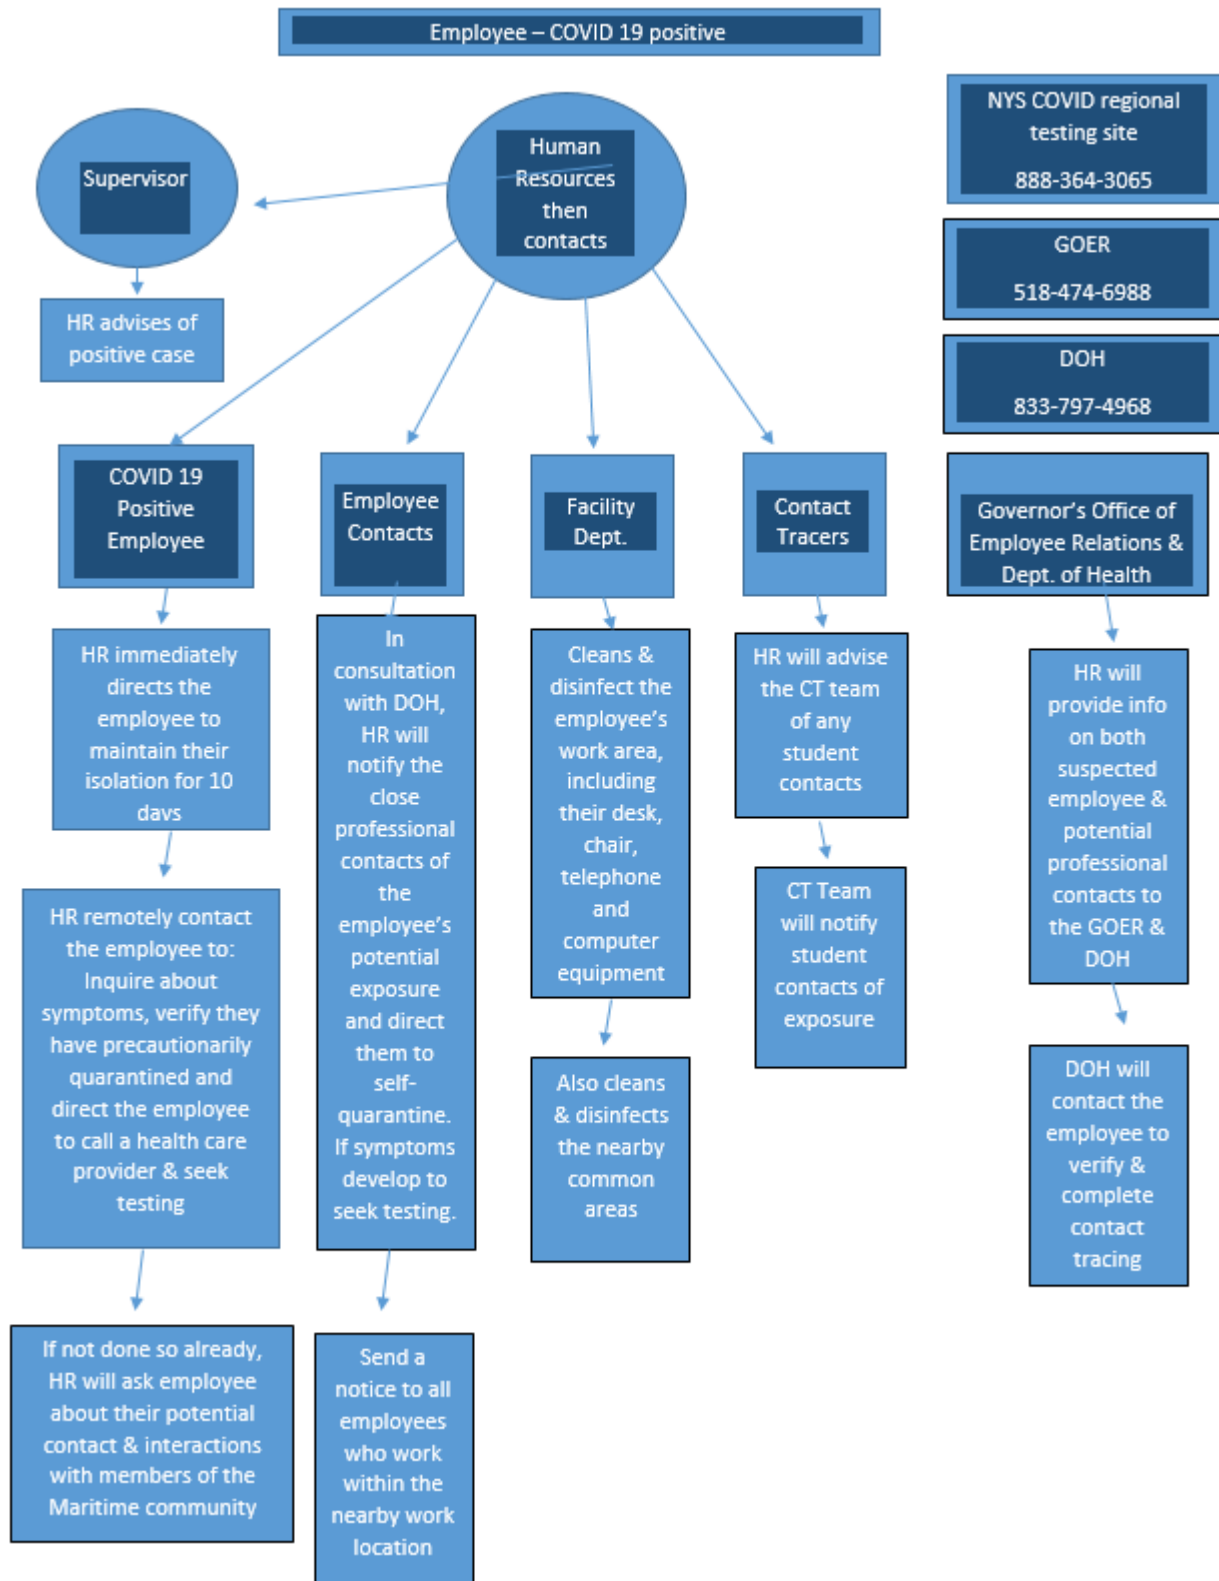 Employee – COVID 19 positive
NYS COVID regional
testing site
888-364-3065
GOER
518-474-6988
DOH
833-797-4968
Supervisor
Human
Resources
then
contacts
HR advises of
positive case
COVID 19
Positive
Employee
Employee
Contacts
Facility
Dept.
Contact
Tracers
Governor's Office of
Employee Relations &
Dept. of Health
HR immediately
directs the
employee to
maintain their
isolation for 10
days
HR remotely contact
the employee to:
Inquire about
symptoms, verify they
have precautionarily
quarantined and
direct the employee
to call a health care
provider & seek
testing
If not done so already,
HR will ask employee
about their potential
contact & interactions
with members of the
Maritime community
In
consultation
with DOH,
HR will
notify the
close
professional
contacts of
the
employee's
potential
exposure
and direct
them to
self-
quarantine.
If symptoms
develop to
seek testing.
Send a
notice to all
employees
who work
within the
nearby work
location
Cleans &
disinfect the
employee's
work area,
including
their desk,
chair,
telephone
and
computer
equipment
Also cleans
& disinfects
the nearby
common
areas
HR will advise
the CT team
of any
student
contacts
CT Team
will notify
student
contacts of
exposure
HR will
provide info
on both
suspected
employee &
potential
professional
contacts to
the GOER &
DOH
DOH will
contact the
employee to
verify &
complete
contact
tracing